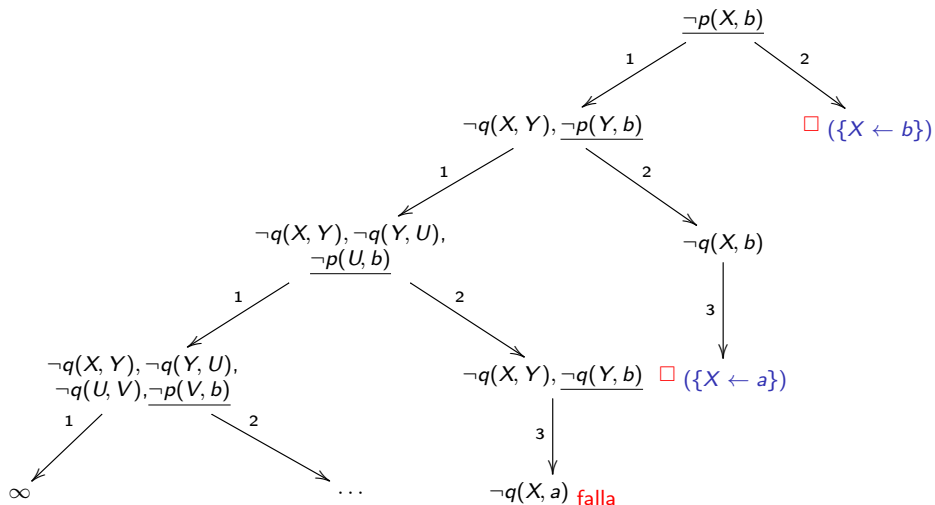 ¬p(X, b)
1
2
¬q(X, Y), ¬p(Y, b)
□ ({X ← b})
1
2
¬q(X, Y), ¬q(Y, U),
¬p(U, b)
¬q(X, b)
1
2
3
¬q(X, Y), ¬q(Y, U),
¬q(U, V),¬p(V, b)
¬q(X, Y), ¬q(Y, b)
□ ({X ← a})
1
2
3
∞
· · ·
¬q(X, a) falla